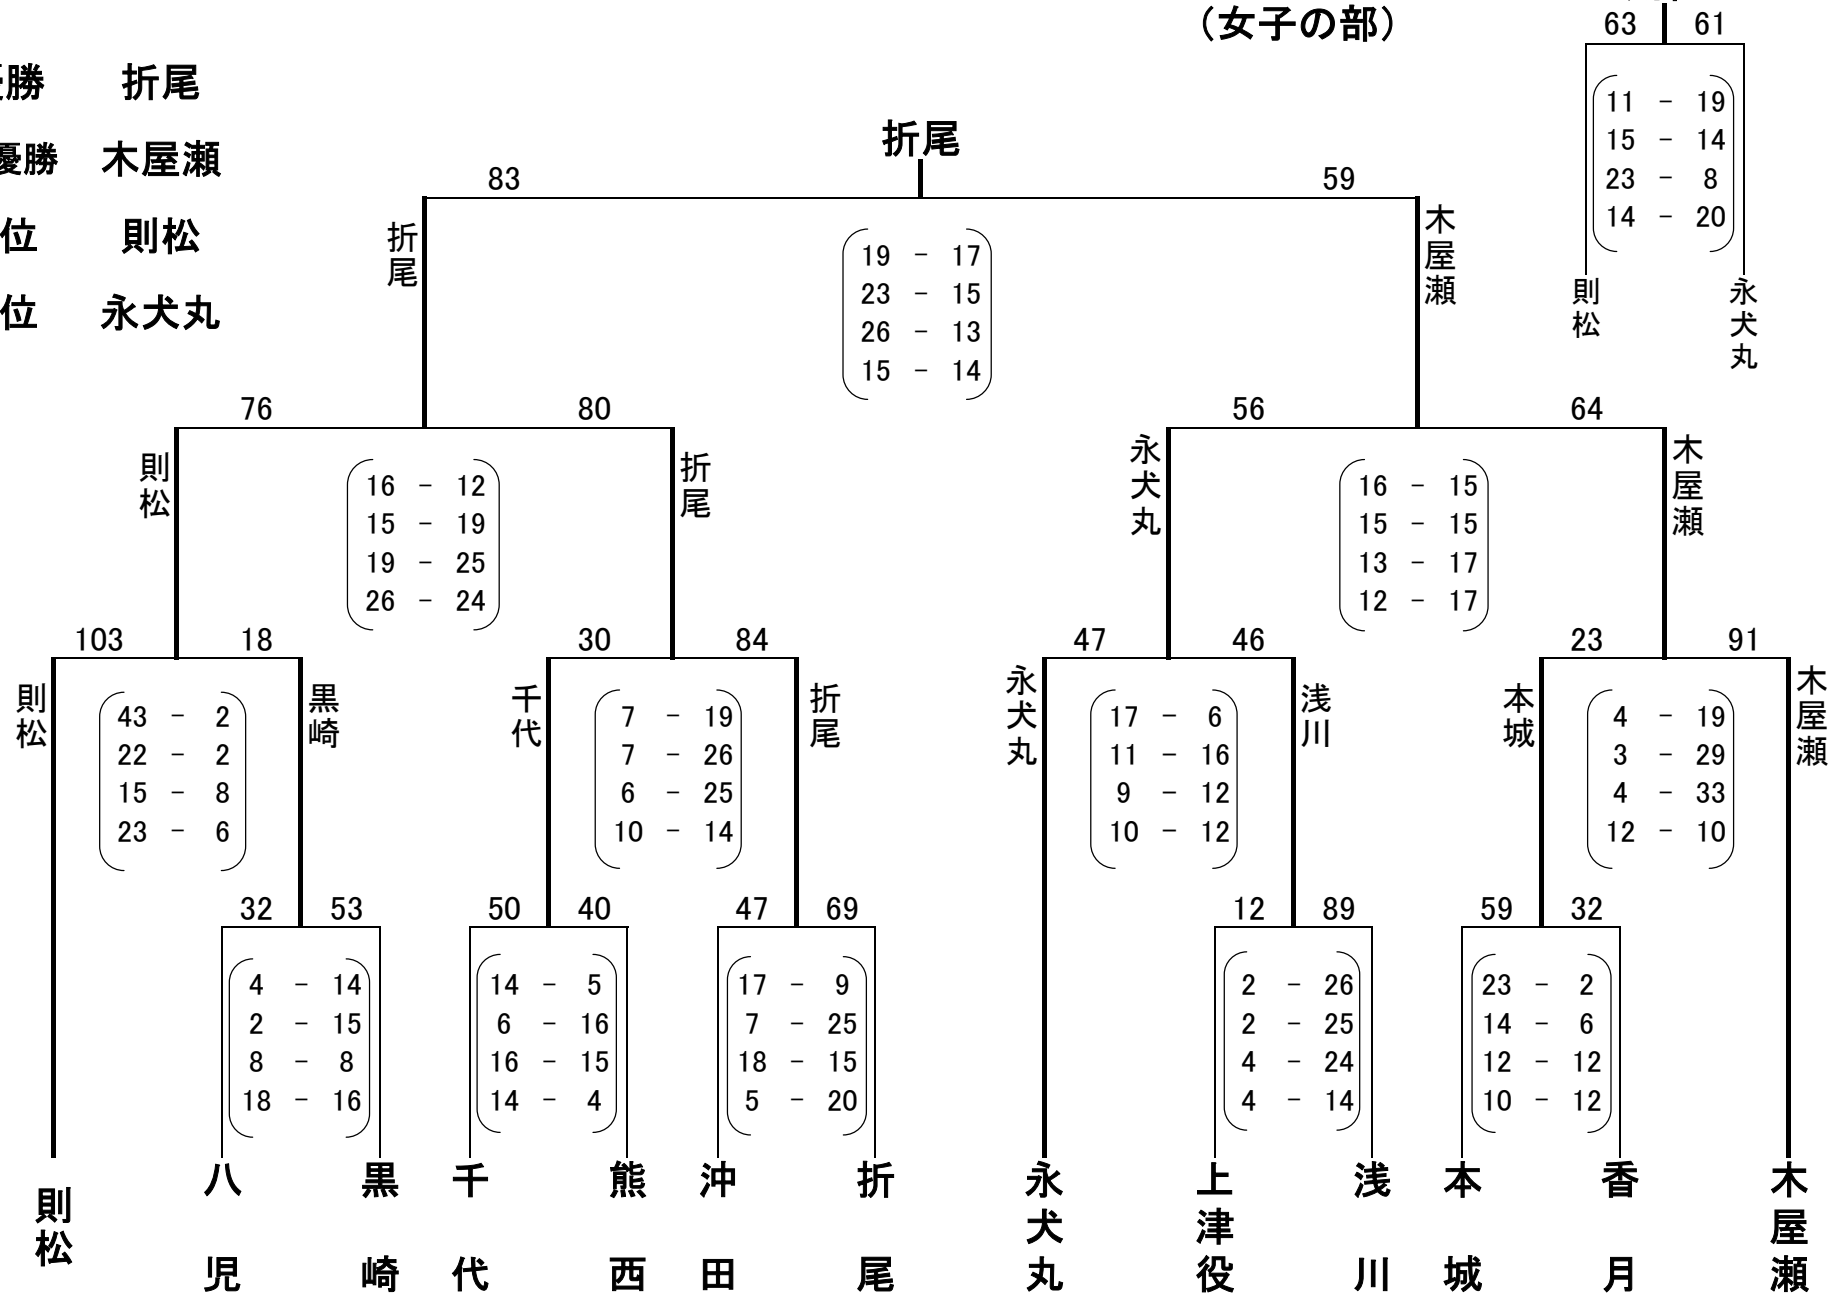 （女子の部）
63 61
勝 折尾
11 - 19
15 - 14
23 - 8
14 - 20
則松
永犬丸
優勝 木屋瀬
位 則松
位 永犬丸
折尾
83 59
折尾
木屋瀬
19 - 17
23 - 15
26 - 13
15 - 14
76 80
則松
折尾
16 - 12
15 - 19
19 - 25
26 - 24
56 64
永犬丸
木屋瀬
16 - 15
15 - 15
13 - 17
12 - 17
103 18
則松
黒崎
43 - 2
22 - 2
15 - 8
23 - 6
30 84
千代
折尾
7 - 19
7 - 26
6 - 25
10 - 14
47 46
永犬丸
浅川
17 - 6
11 - 16
9 - 12
10 - 12
23 91
本城
木屋瀬
4 - 19
3 - 29
4 - 33
12 - 10
32 53
4 - 14
2 - 15
8 - 8
18 - 16
50 40
14 - 5
6 - 16
16 - 15
14 - 4
47 69
17 - 9
7 - 25
18 - 15
5 - 20
12 89
2 - 26
2 - 25
4 - 24
4 - 14
59 32
23 - 2
14 - 6
12 - 12
10 - 12
則松
八児
黒崎
千代
熊西
沖田
折尾
永犬丸
上津役
浅川
本城
香月
木屋瀬